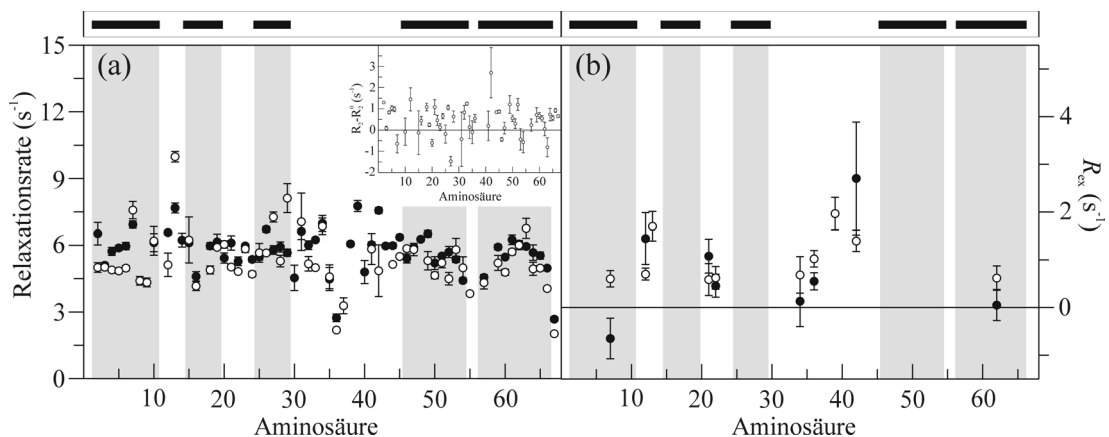 (a)
Relaxationsrate (s⁻¹)
15
12
9
6
3
0
10 20 30 40 50 60
Aminosäure
R₂-R₂⁰ (s⁻¹)
3
2
1
0
-1
-2
10 20 30 40 50 60
Aminosäure
(b)
4
2
0
Rₑₓ (s⁻¹)
10 20 30 40 50 60
Aminosäure